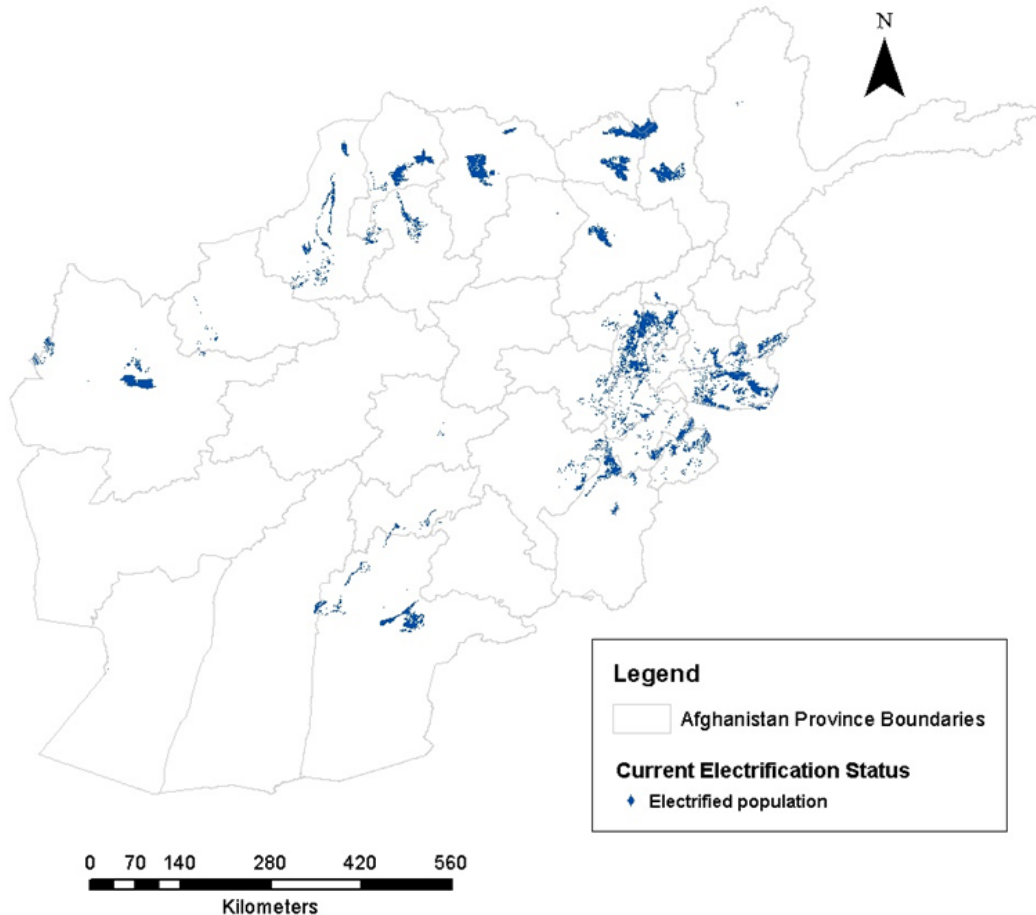 N
Legend
Afghanistan Province Boundaries
Current Electrification Status
Electrified population
0 70 140 280 420 560
Kilometers